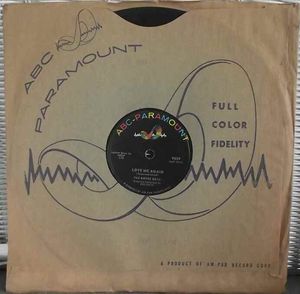 ABC
PARAMOUNT
FULL
COLOR
FIDELITY
ABC-PARAMOUNT
LOVE ME AGAIN
A PRODUCT OF AM-PAR RECORD CORP.